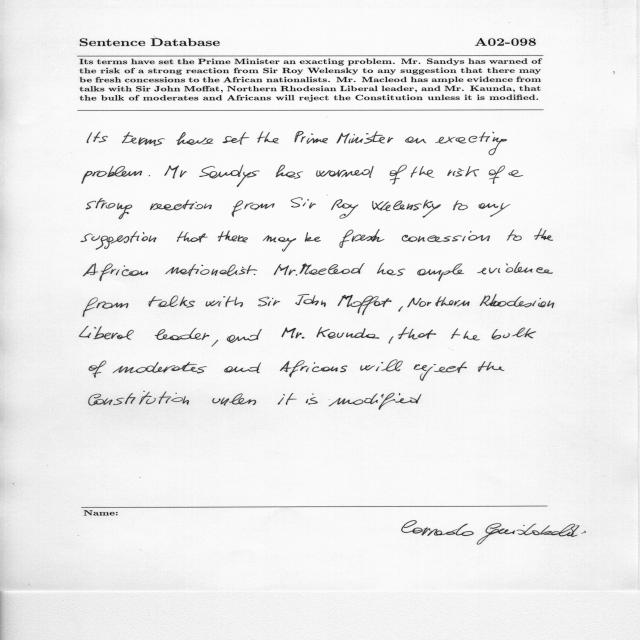 Sentence Database A02-098
Its terms have set the Prime Minister an exacting problem. Mr. Sandys has warned of
the risk of a strong reaction from Sir Roy Welensky to any suggestion that there may
be fresh concessions to the African nationalists. Mr. Macleod has ample evidence from
talks with Sir John Moffat, Northern Rhodesian Liberal leader, and Mr. Kaunda, that
the bulk of moderates and Africans will reject the Constitution unless it is modified.
Its terms have set the Prime Minister an exacting
problem. Mr Sandys has warned of the risk of a
strong reaction from Sir Roy Welensky to any
suggestion that there may be fresh concession to the
African nationalist. Mr. Macleod has ample evidence
from talks with Sir John Moffat, Northern Rhodesian
Liberal leader, and Mr. Kaunda, that the bulk
of moderates and Africans will reject the
Constitution unless it is modified
Name:
Corrado